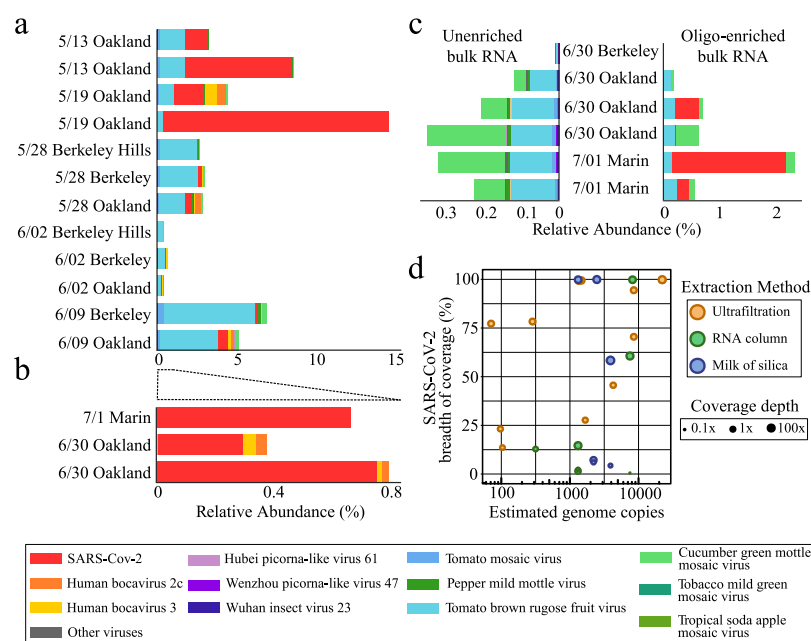 a
5/13 Oakland
5/13 Oakland
5/19 Oakland
5/19 Oakland
5/28 Berkeley Hills
5/28 Berkeley
5/28 Oakland
6/02 Berkeley Hills
6/02 Berkeley
6/02 Oakland
6/09 Berkeley
6/09 Oakland
0 5 10 15
b
7/1 Marin
6/30 Oakland
6/30 Oakland
0 0.4 0.8
Relative Abundance (%)
c
Unenriched bulk RNA
Oligo-enriched bulk RNA
6/30 Berkeley
6/30 Oakland
6/30 Oakland
6/30 Oakland
7/01 Marin
7/01 Marin
0.3 0.2 0.1 0
0 1 2
Relative Abundance (%)
d
SARS-CoV-2 breadth of coverage (%)
100
75
50
25
0
100 1000 10000
Estimated genome copies
Extraction Method
Ultrafiltration
RNA column
Milk of silica
Coverage depth
0.1x 1x 100x
SARS-Cov-2
Human bocavirus 2c
Human bocavirus 3
Other viruses
Hubei picorna-like virus 61
Wenzhou picorna-like virus 47
Wuhan insect virus 23
Tomato mosaic virus
Pepper mild mottle virus
Tomato brown rugose fruit virus
Cucumber green mottle mosaic virus
Tobacco mild green mosaic virus
Tropical soda apple mosaic virus